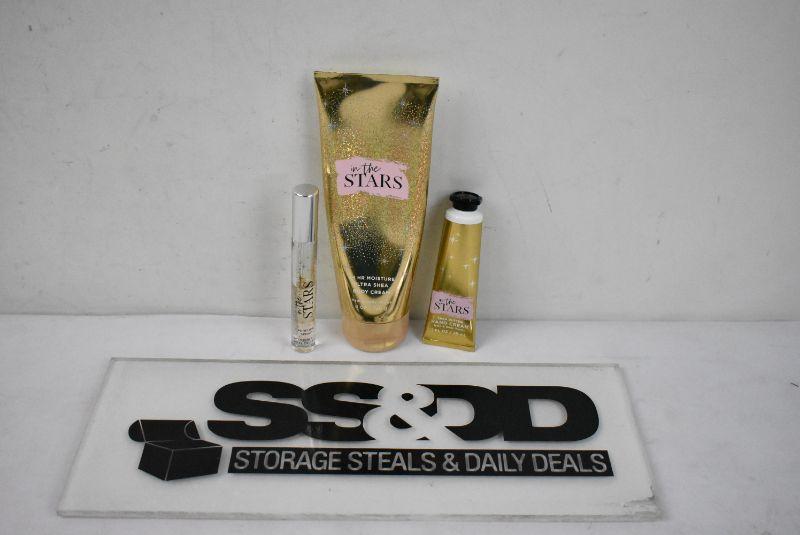 in the
STARS
HR MOISTURE
ULTRA SHEA
BODY CREAM
in the
STARS
in the
STARS
HAND CREAM
SS&DD
STORAGE STEALS & DAILY DEALS